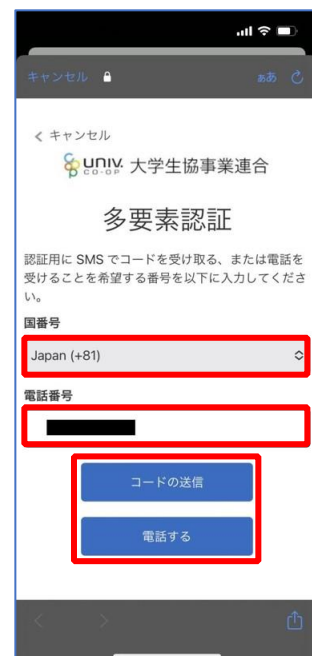 キャンセル
ああ
キャンセル
UNIV. CO-OP 大学生協事業連合
多要素認証
認証用に SMS でコードを受け取る、または電話を
受けることを希望する番号を以下に入力してくださ
い。
国番号
Japan (+81)
電話番号
コードの送信
電話する